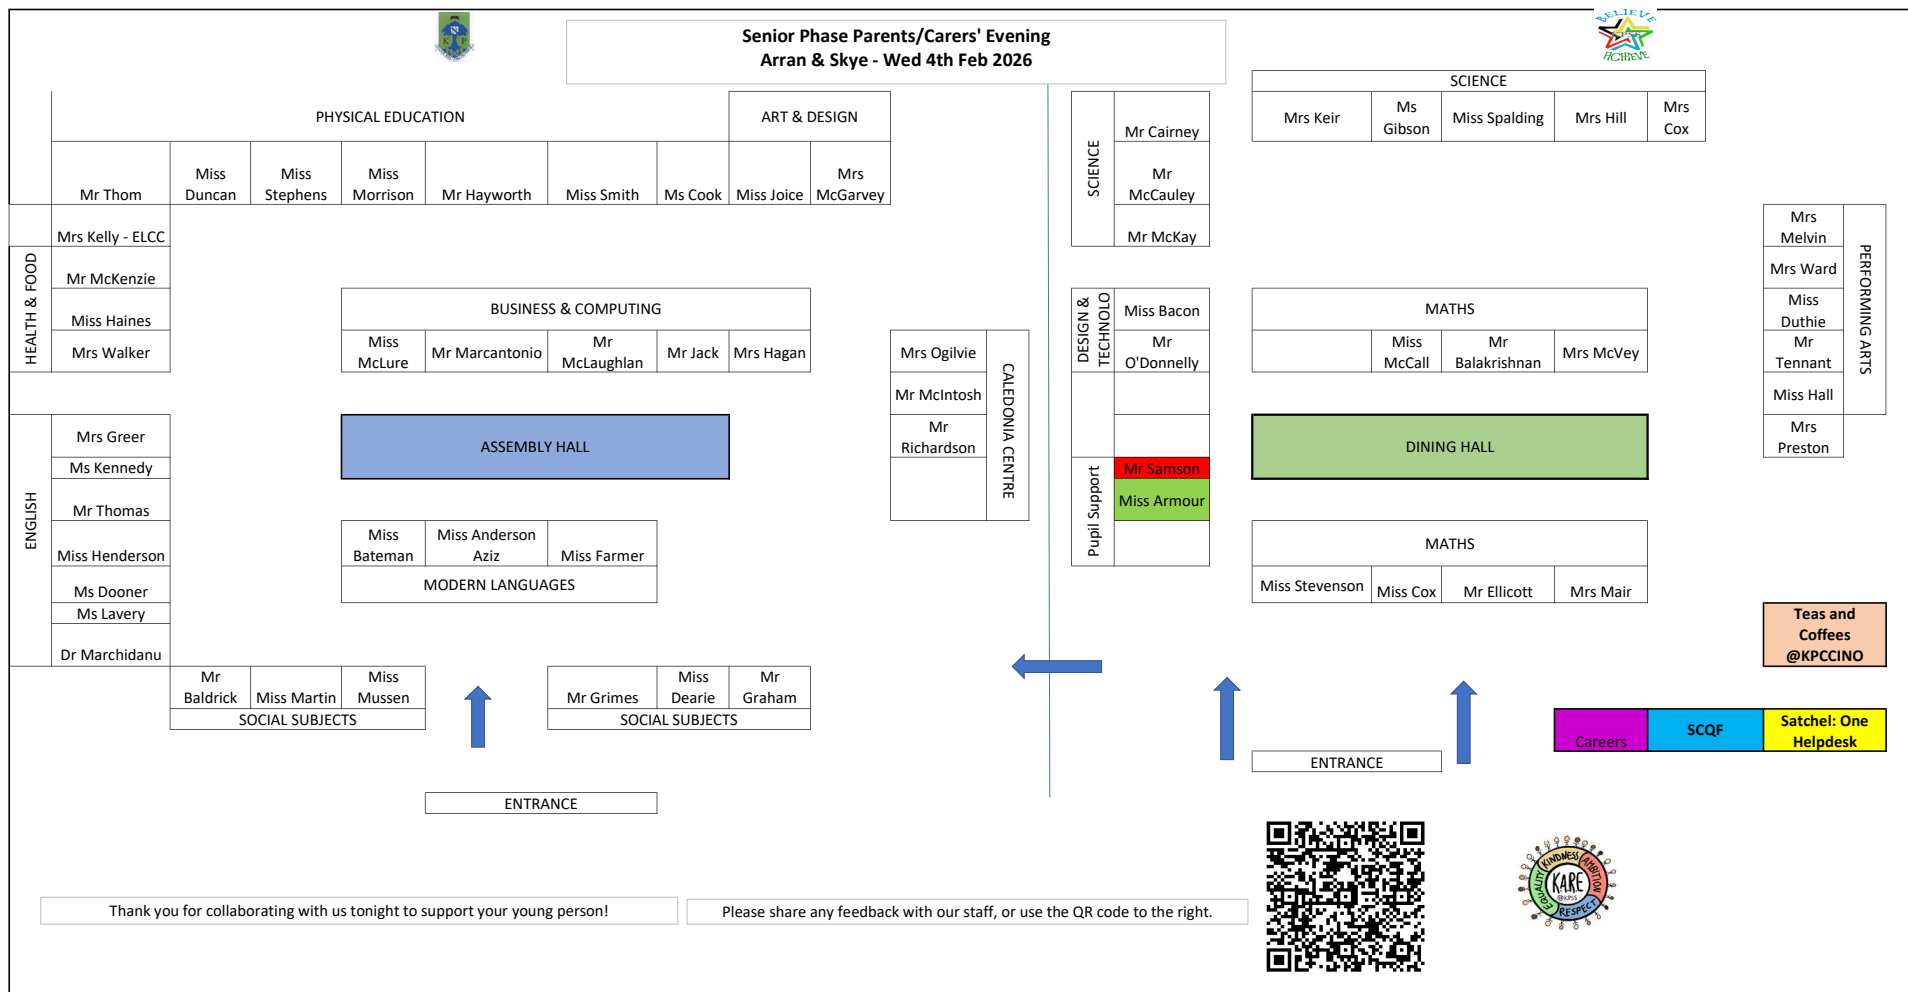 Senior Phase Parents/Carers' Evening
Arran & Skye - Wed 4th Feb 2026
BELIEVE
ACHIEVE
K P
PHYSICAL EDUCATION
ART & DESIGN
Mr Thom
Miss
Duncan
Miss
Stephens
Miss
Morrison
Mr Hayworth
Miss Smith
Ms Cook
Miss Joice
Mrs
McGarvey
HEALTH & FOOD
Mrs Kelly - ELCC
Mr McKenzie
Miss Haines
Mrs Walker
BUSINESS & COMPUTING
Miss
McLure
Mr Marcantonio
Mr
McLaughlan
Mr Jack
Mrs Hagan
CALEDONIA CENTRE
Mrs Ogilvie
Mr McIntosh
Mr
Richardson
ENGLISH
Mrs Greer
Ms Kennedy
Mr Thomas
Miss Henderson
Ms Dooner
Ms Lavery
Dr Marchidanu
ASSEMBLY HALL
Miss
Bateman
Miss Anderson
Aziz
Miss Farmer
MODERN LANGUAGES
Mr
Baldrick
Miss Martin
Miss
Mussen
SOCIAL SUBJECTS
Mr Grimes
Miss
Dearie
Mr
Graham
SOCIAL SUBJECTS
ENTRANCE
SCIENCE
Mr Cairney
Mr
McCauley
Mr McKay
SCIENCE
Mrs Keir
Ms
Gibson
Miss Spalding
Mrs Hill
Mrs
Cox
DESIGN &
TECHNOLO
Miss Bacon
Mr
O'Donnelly
MATHS
Miss
McCall
Mr
Balakrishnan
Mrs McVey
PERFORMING ARTS
Mrs
Melvin
Mrs Ward
Miss
Duthie
Mr
Tennant
Miss Hall
Mrs
Preston
Pupil Support
Mr Samson
Miss Armour
DINING HALL
MATHS
Miss Stevenson
Miss Cox
Mr Ellicott
Mrs Mair
Teas and
Coffees
@KPCCINO
Careers
SCQF
Satchel: One
Helpdesk
ENTRANCE
Thank you for collaborating with us tonight to support your young person!
Please share any feedback with our staff, or use the QR code to the right.
KINDNESS
AMBITION
RESPECT
EQUALITY
KARE
@KPSS